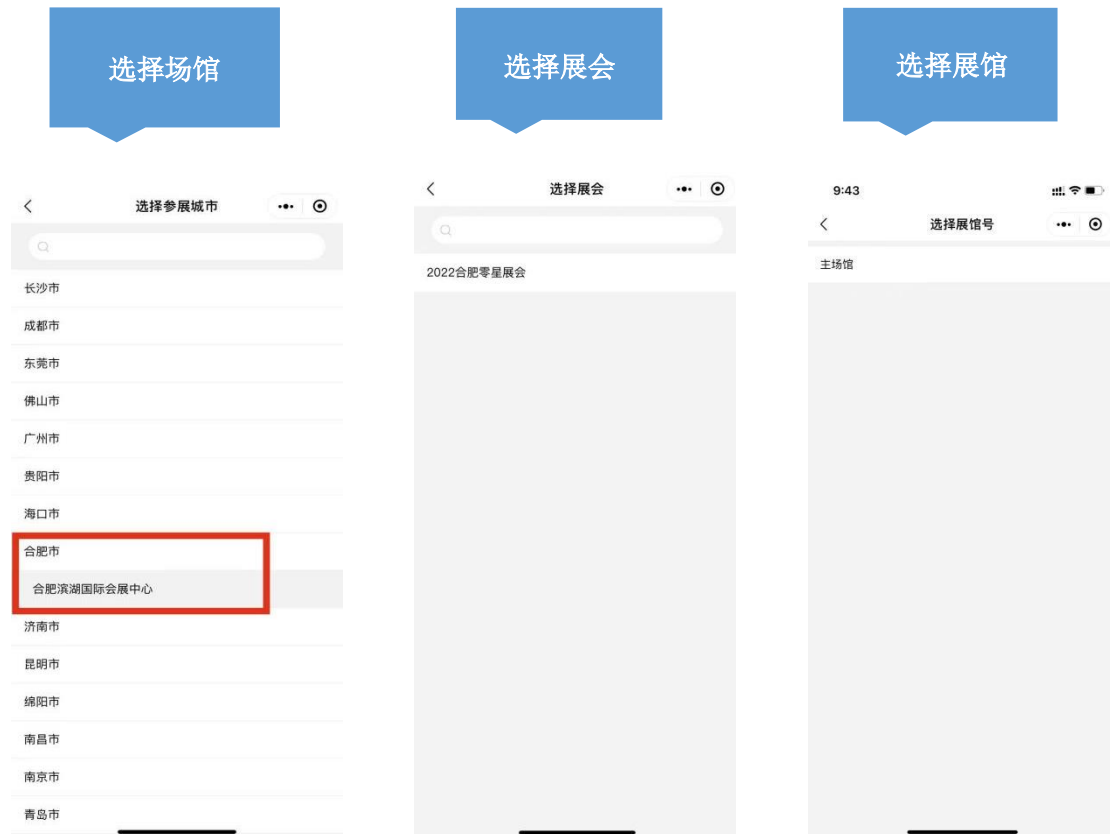 选择场馆
选择展会
选择展馆
选择参展城市
长沙市
成都市
东莞市
佛山市
广州市
贵阳市
海口市
合肥市
合肥滨湖国际会展中心
济南市
昆明市
绵阳市
南昌市
南京市
青岛市
选择展会
2022合肥零星展会
9:43
选择展馆号
主场馆